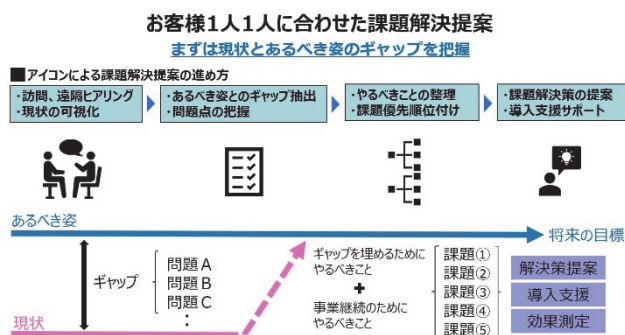 お客様1人1人に合わせた課題解決提案
まずは現状とあるべき姿のギャップを把握
■アイコンによる課題解決提案の進め方
・訪問、遠隔ヒアリング
・現状の可視化
・あるべき姿とのギャップ抽出
・問題点の把握
・やるべきことの整理
・課題優先順位付け
・課題解決策の提案
・導入支援サポート
あるべき姿
将来の目標
ギャップ
問題A
問題B
問題C
：
現状
ギャップを埋めるために
やるべきこと
+
事業継続のために
やるべきこと
課題①
課題②
課題③
課題④
課題⑤
解決策提案
導入支援
効果測定